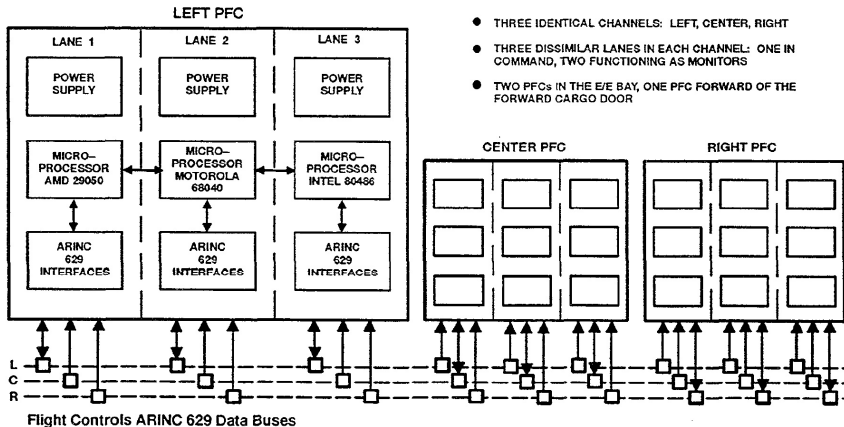 LEFT PFC
LANE 1
LANE 2
LANE 3
POWER
SUPPLY
POWER
SUPPLY
POWER
SUPPLY
MICRO–
PROCESSOR
AMD 29050
MICRO–
PROCESSOR
MOTOROLA
68040
MICRO–
PROCESSOR
INTEL 80486
ARINC
629
INTERFACES
ARINC
629
INTERFACES
ARINC
629
INTERFACES
● THREE IDENTICAL CHANNELS: LEFT, CENTER, RIGHT
● THREE DISSIMILAR LANES IN EACH CHANNEL: ONE IN
COMMAND, TWO FUNCTIONING AS MONITORS
● TWO PFCs IN THE E/E BAY, ONE PFC FORWARD OF THE
FORWARD CARGO DOOR
CENTER PFC
RIGHT PFC
L
C
R
Flight Controls ARINC 629 Data Buses